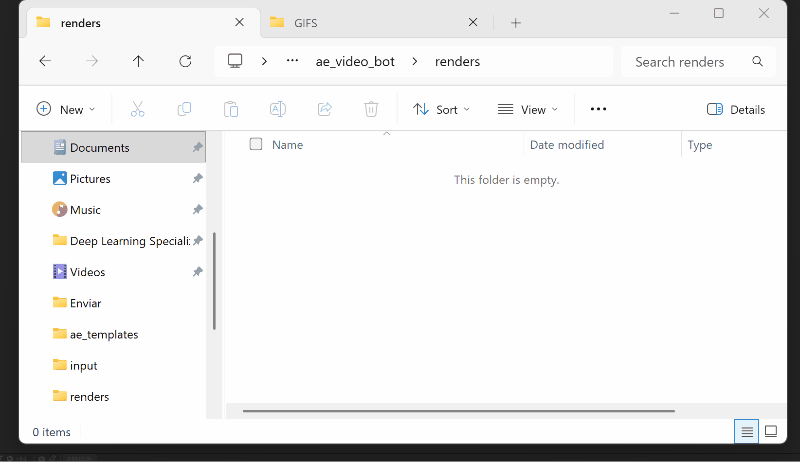 renders
GIFS
ae_video_bot
renders
Search renders
New
Sort
View
Details
Documents
Pictures
Music
Deep Learning Speciali
Videos
Enviar
ae_templates
input
renders
Name
Date modified
Type
This folder is empty.
0 items